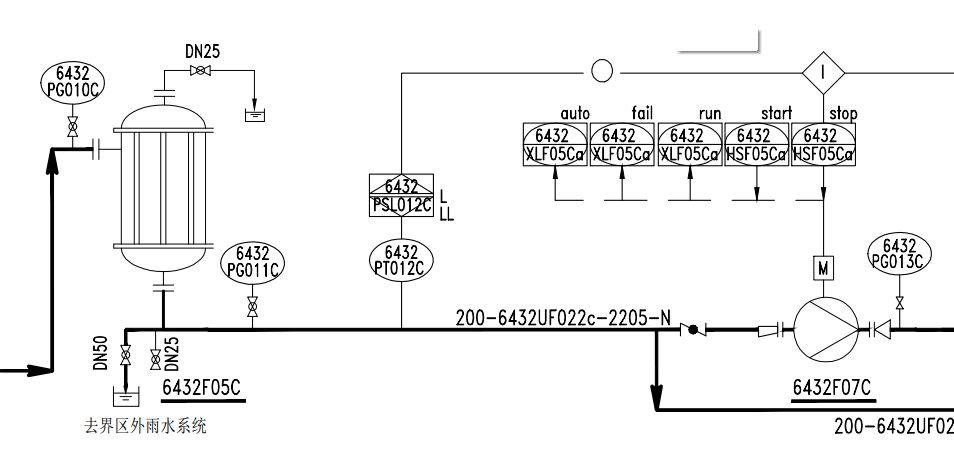 DN25
6432
PG010C
auto
fail
run
start
stop
I
6432
XLF05Ca
6432
XLF05Ca
6432
XLF05Ca
6432
HSF05Ca
6432
HSF05Ca
6432
PSL012C
L
LL
6432
PG011C
6432
PT012C
M
6432
PG013C
200-6432UF022c-2205-N
DN50
DN25
6432F05C
6432F07C
去界区外雨水系统
200-6432UF02